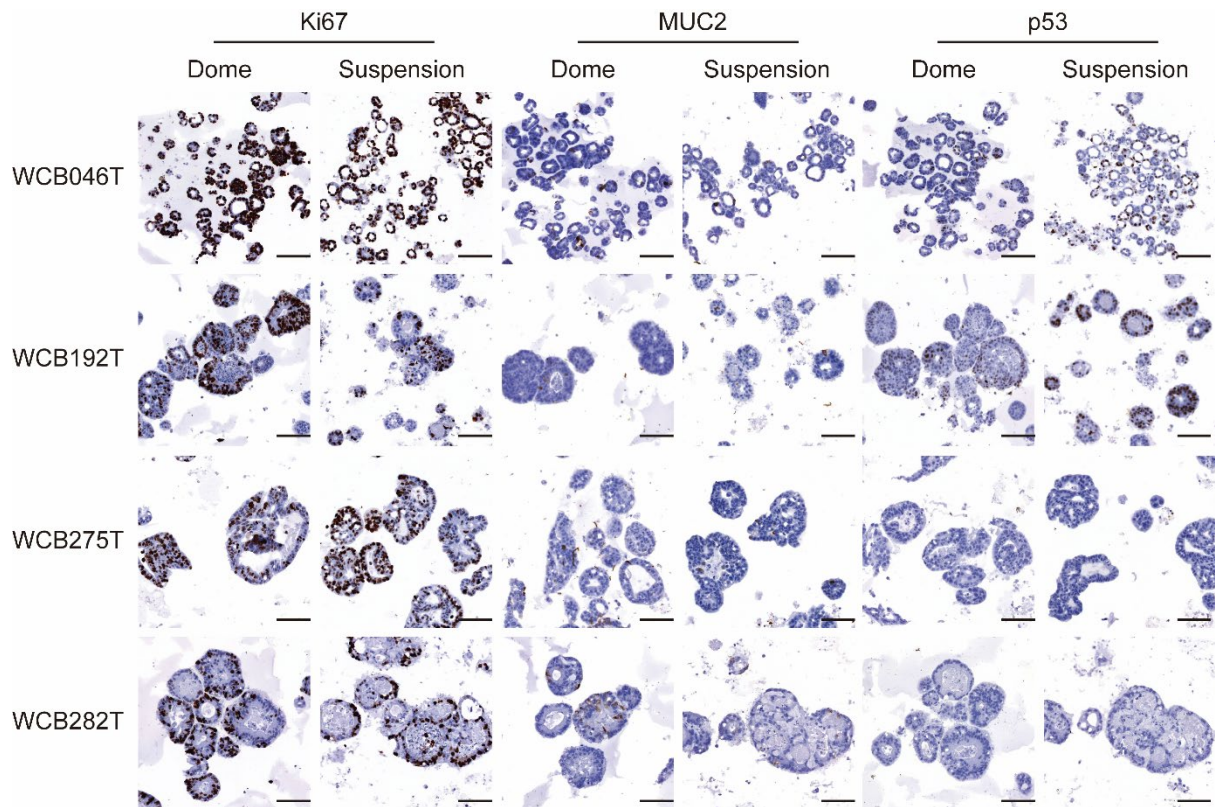 Ki67 MUC2 p53
Dome Suspension Dome Suspension Dome Suspension
WCB046T
WCB192T
WCB275T
WCB282T